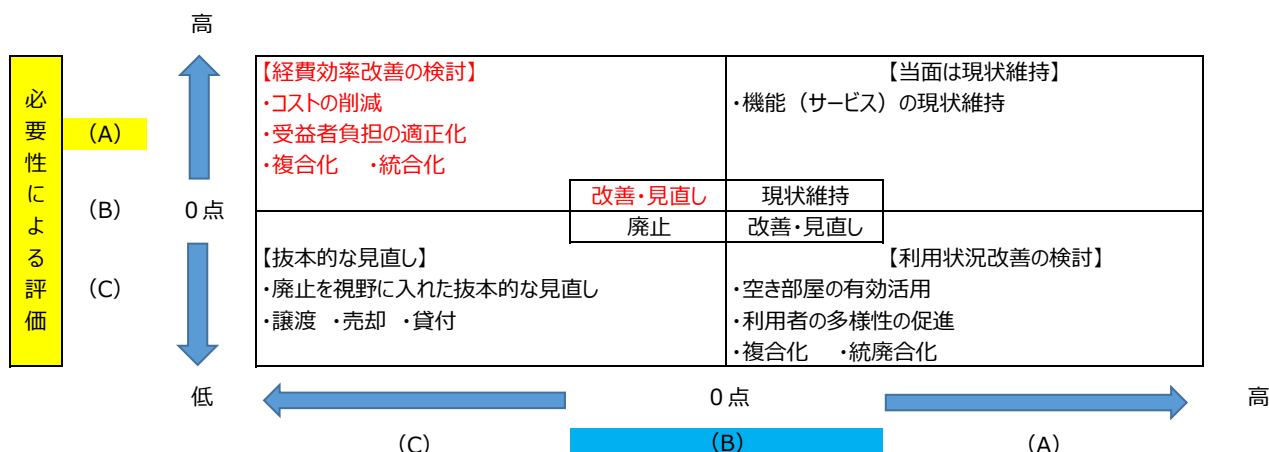 高
必要性による評価
(A)
(B)
(C)
0点
低
【経費効率改善の検討】
・コストの削減
・受益者負担の適正化
・複合化 ・統合化
【当面は現状維持】
・機能(サービス)の現状維持
改善・見直し
現状維持
廃止
改善・見直し
【抜本的な見直し】
・廃止を視野に入れた抜本的な見直し
・譲渡 ・売却 ・貸付
【利用状況改善の検討】
・空き部屋の有効活用
・利用者の多様性の促進
・複合化 ・統廃合化
0点
高
(C)
(B)
(A)